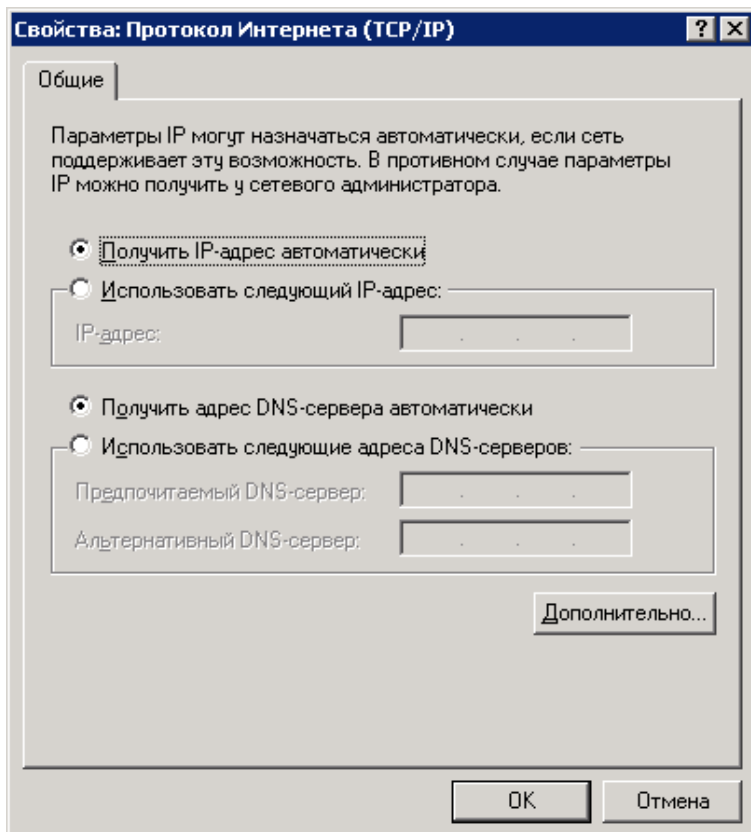 Свойства: Протокол Интернета (TCP/IP)
Общие
Параметры IP могут назначаться автоматически, если сеть
поддерживает эту возможность. В противном случае параметры
IP можно получить у сетевого администратора.
Получить IP-адрес автоматически
Использовать следующий IP-адрес:
IP-адрес:
Получить адрес DNS-сервера автоматически
Использовать следующие адреса DNS-серверов:
Предпочитаемый DNS-сервер:
Альтернативный DNS-сервер:
Дополнительно...
OK Отмена